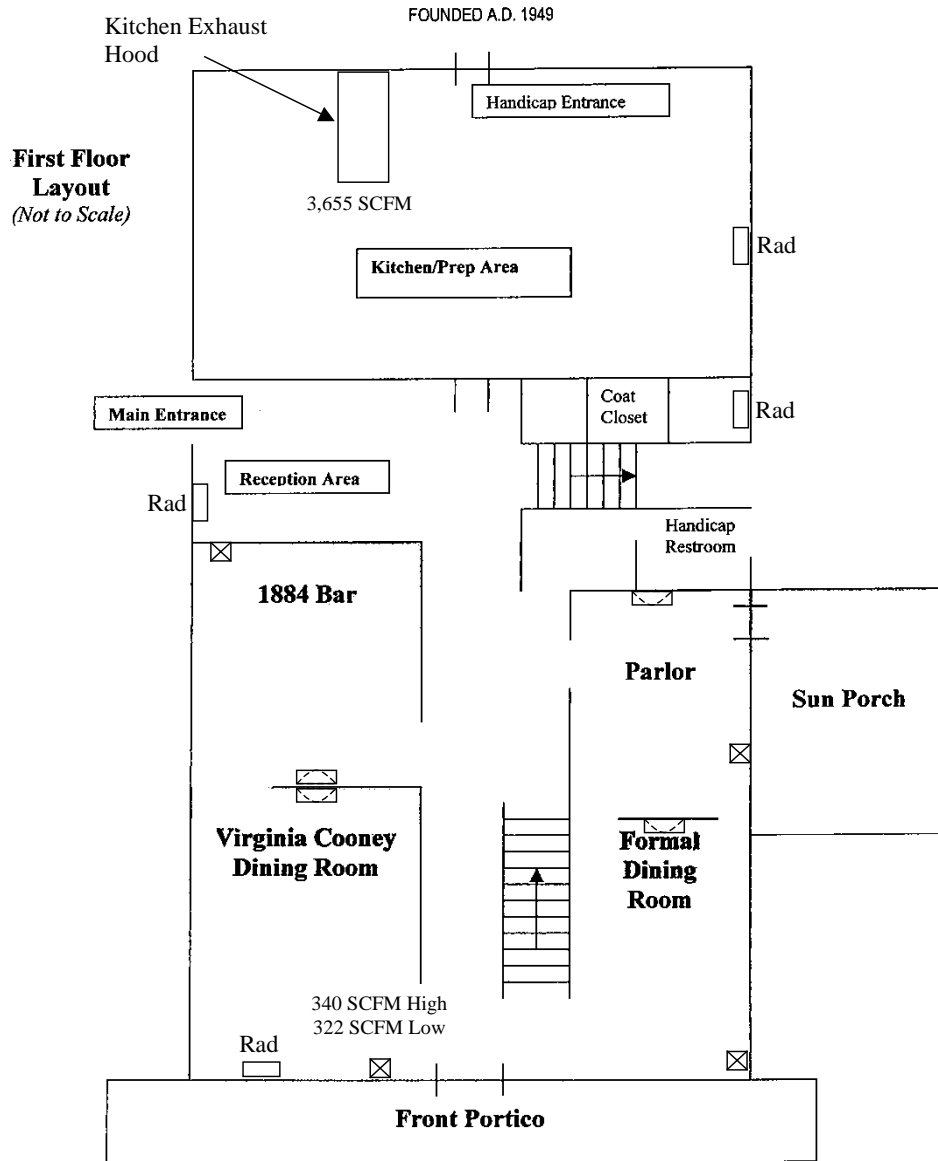 FOUNDED A.D. 1949
Kitchen Exhaust
Hood
Handicap Entrance
First Floor
Layout
(Not to Scale)
3,655 SCFM
Rad
Kitchen/Prep Area
Coat
Closet
Rad
Main Entrance
Reception Area
Rad
Handicap
Restroom
1884 Bar
Parlor
Sun Porch
Virginia Cooney
Dining Room
Formal
Dining
Room
340 SCFM High
322 SCFM Low
Rad
Front Portico